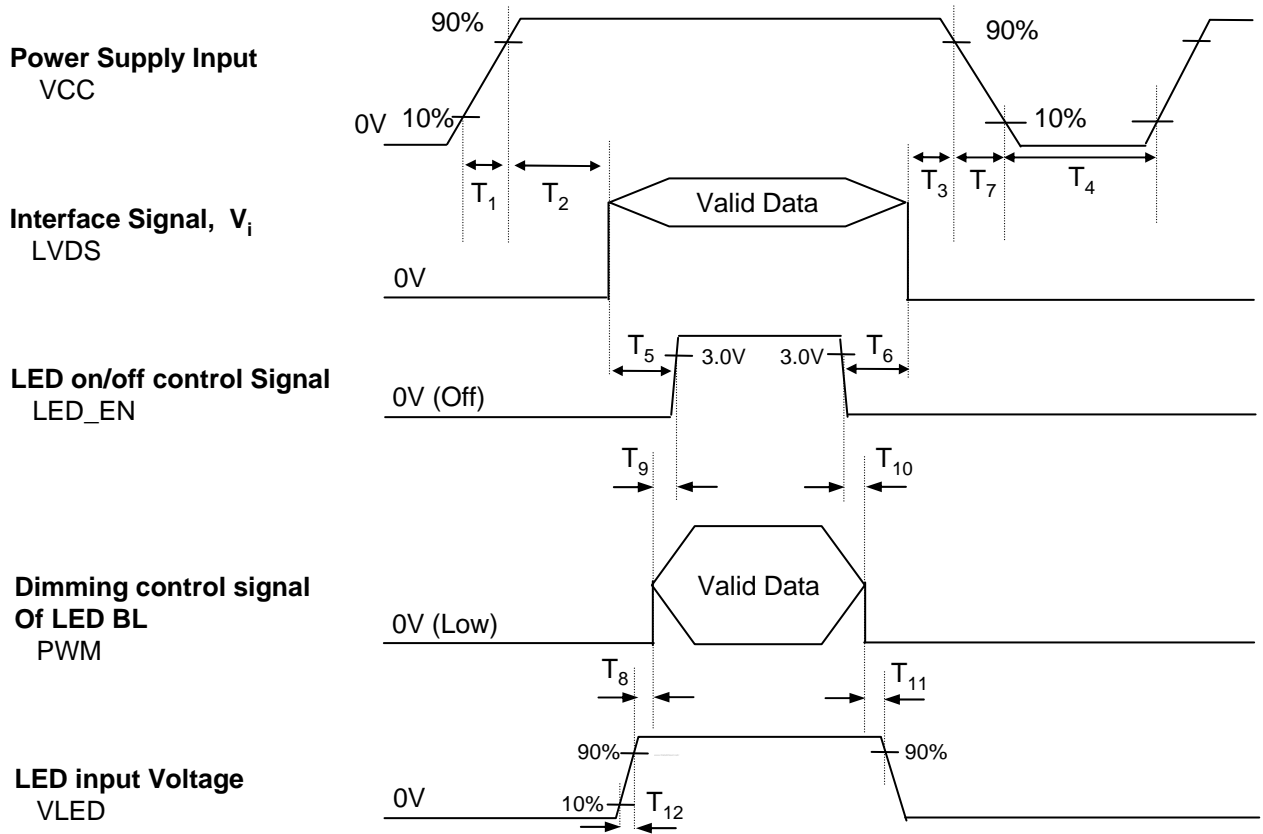 90%
90%
Power Supply Input
VCC
0V
10%
10%
T1
T2
T3
T7
T4
Interface Signal, Vi
LVDS
Valid Data
0V
T5
3.0V
3.0V
T6
LED on/off control Signal
LED_EN
0V (Off)
T9
T10
Dimming control signal
Of LED BL
PWM
Valid Data
0V (Low)
T8
T11
90%
90%
LED input Voltage
VLED
0V
10%
T12